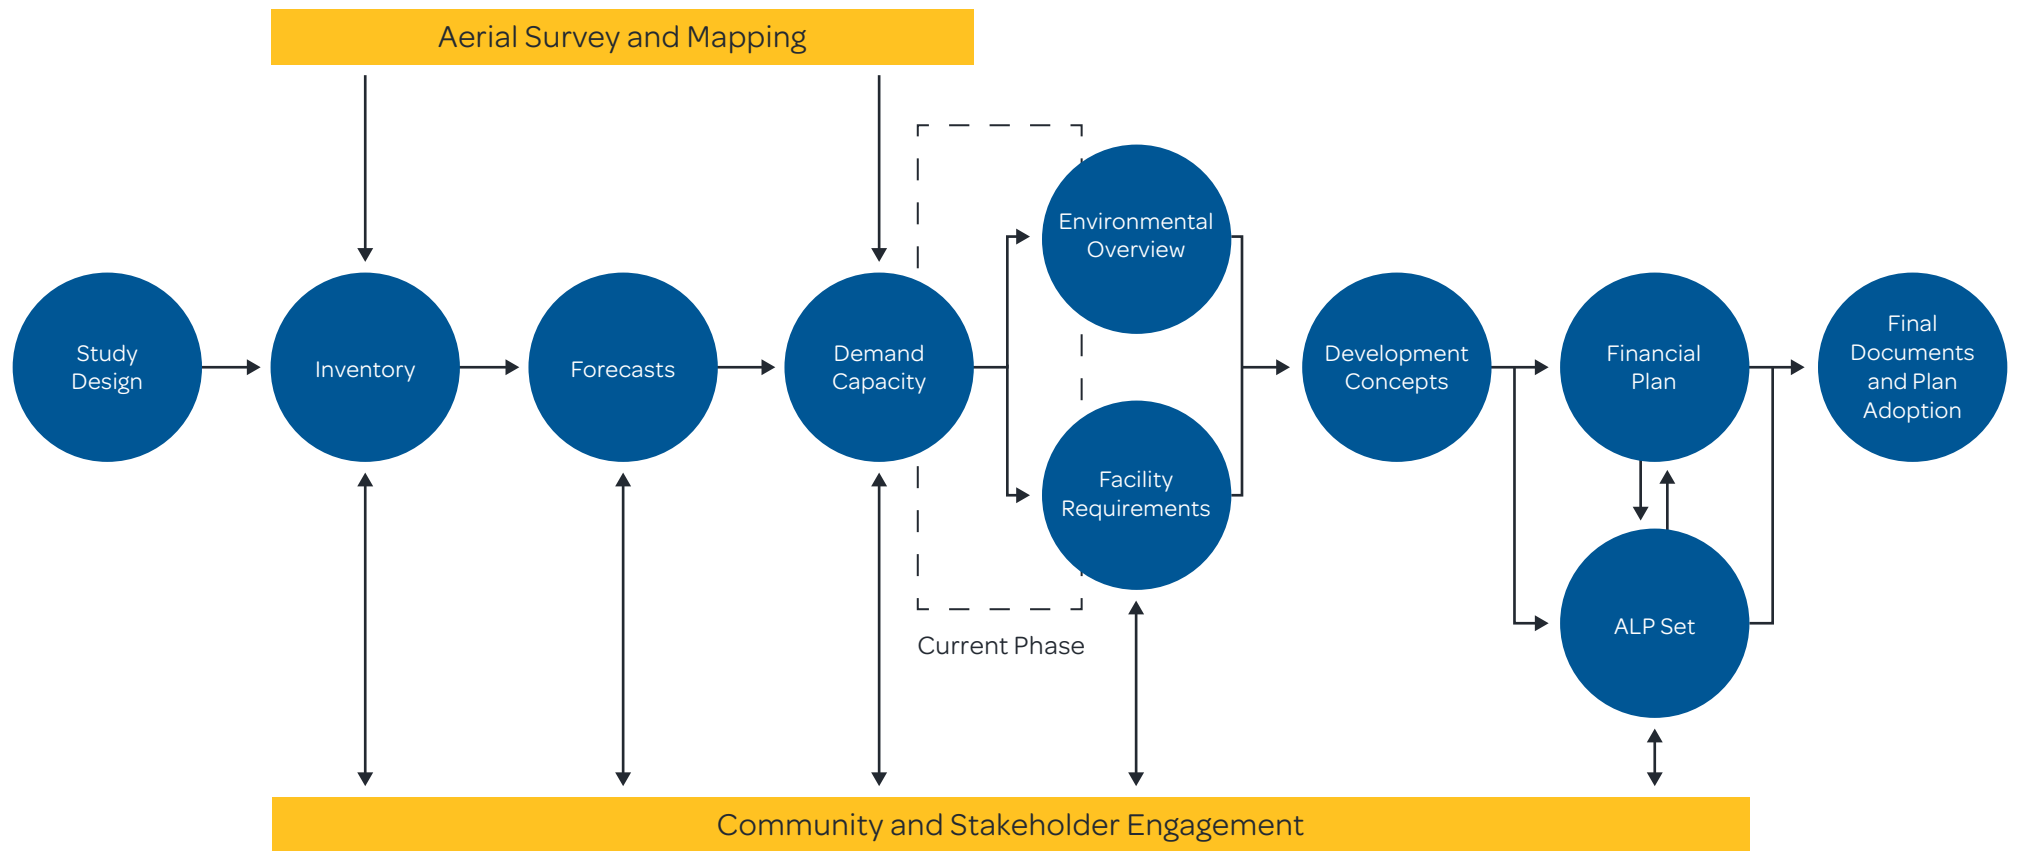 Aerial Survey and Mapping
Study
Design
Inventory
Forecasts
Demand
Capacity
Environmental
Overview
Facility
Requirements
Current Phase
Development
Concepts
Financial
Plan
ALP Set
Final
Documents
and Plan
Adoption
Community and Stakeholder Engagement